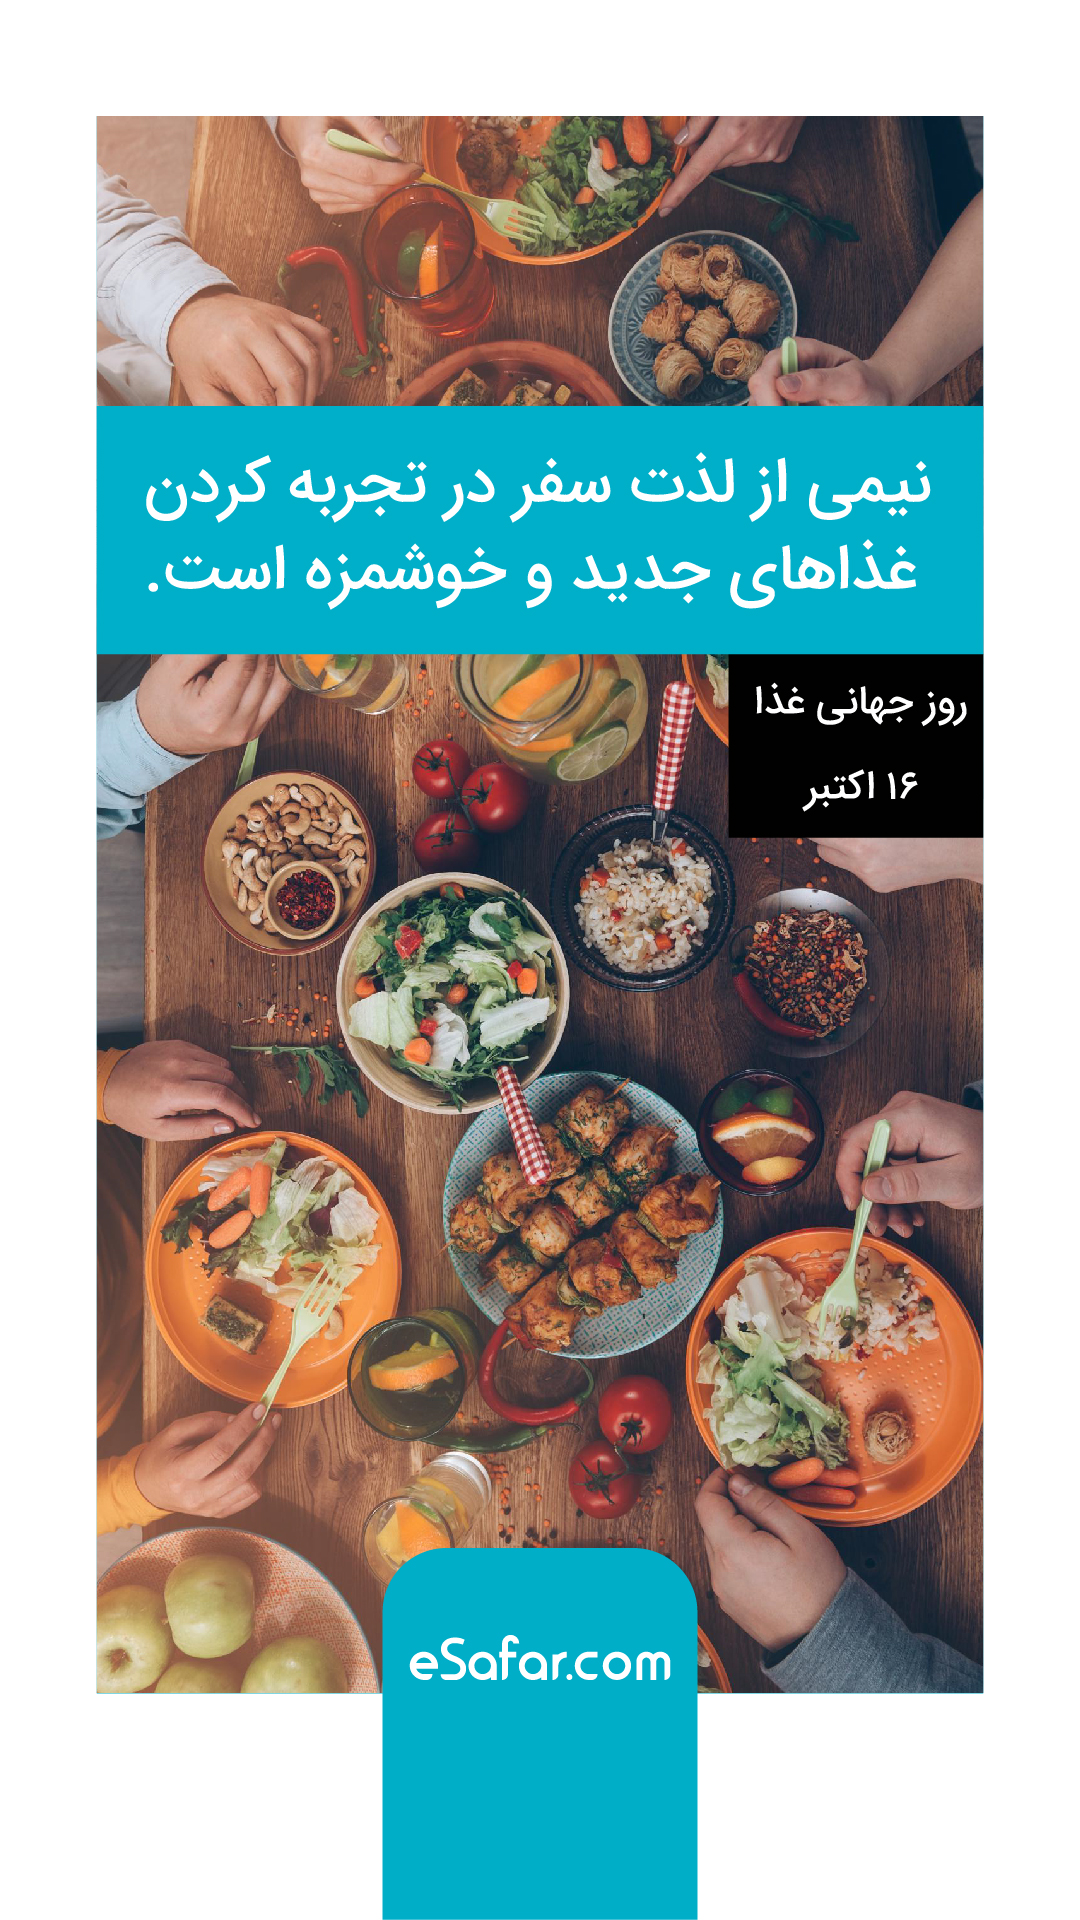 نیمی از لذت سفر در تجربه کردن
غذاهای جدید و خوشمزه است.
روز جهانی غذا
۱۶ اکتبر
eSafar.com